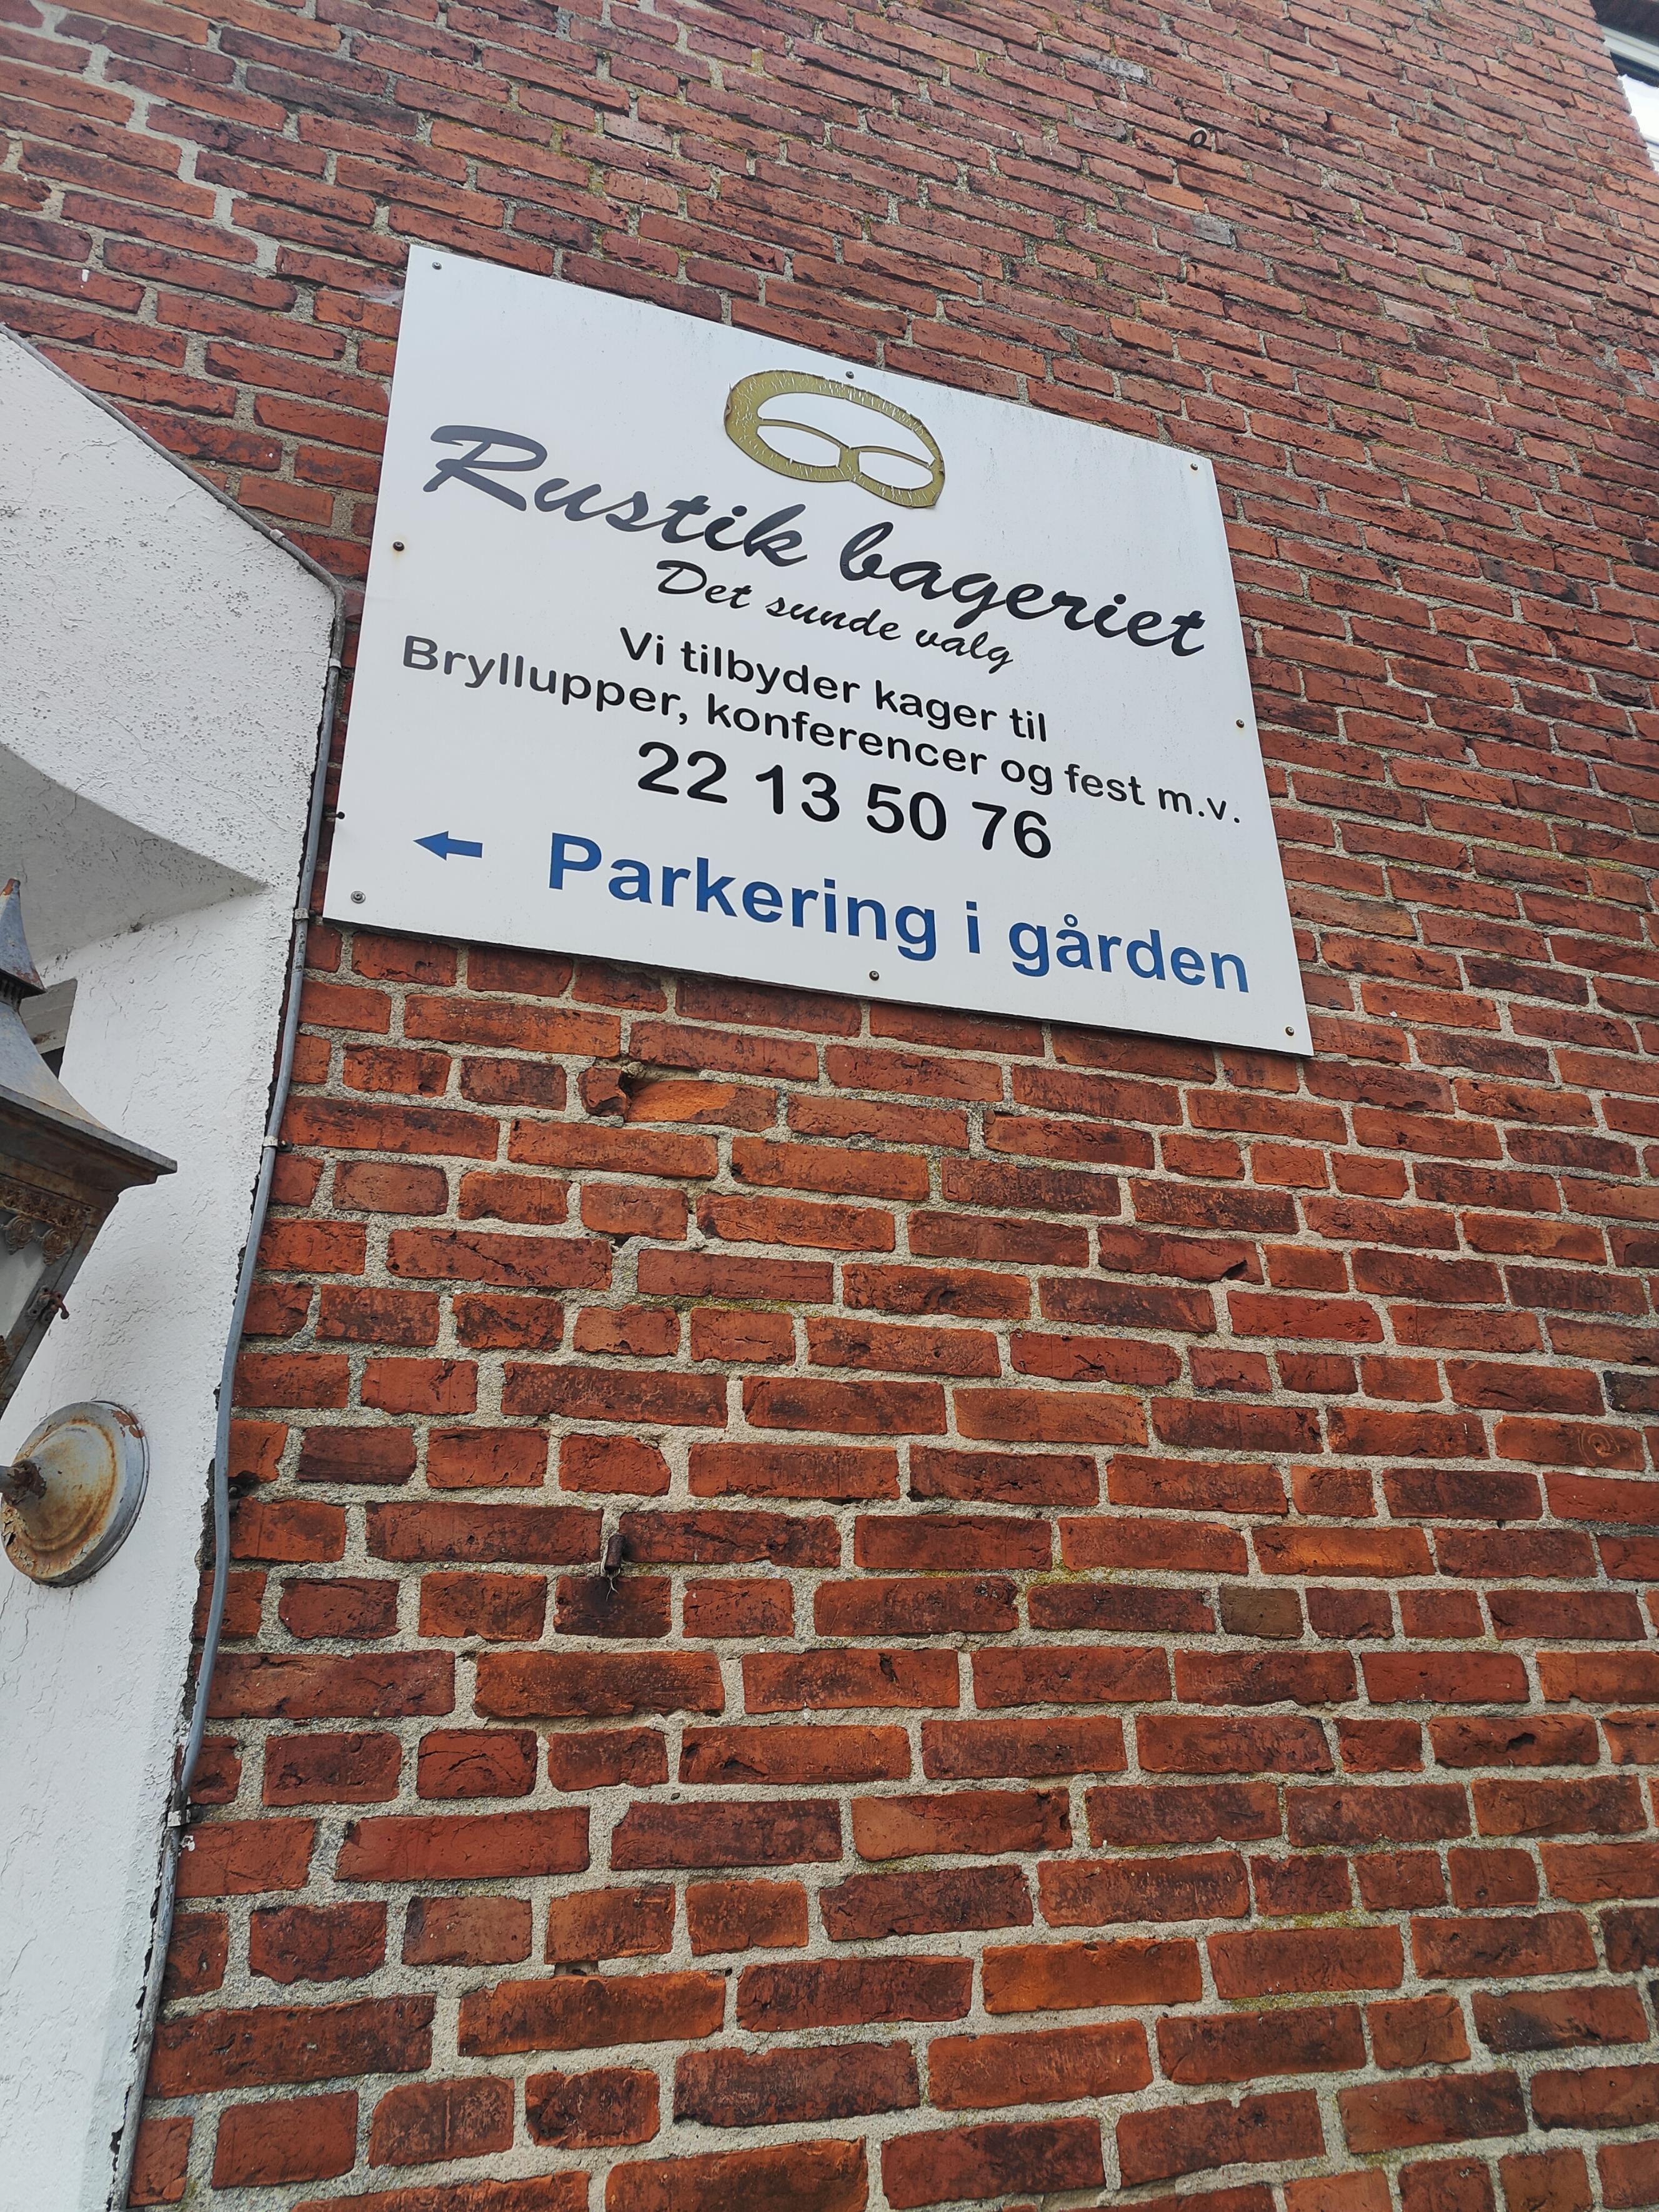 Rustik bageriet
Det sunde valg
Vi tilbyder kager til
Bryllupper, konferencer og fest m.v.
22 13 50 76
← Parkering i gården